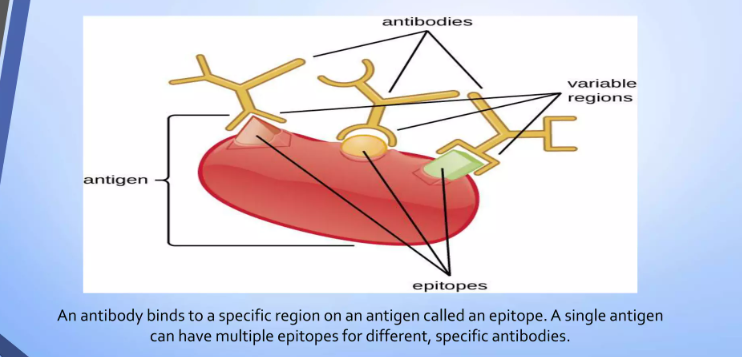 antibodies
variable
regions
antigen
epitopes
An antibody binds to a specific region on an antigen called an epitope. A single antigen
can have multiple epitopes for different, specific antibodies.